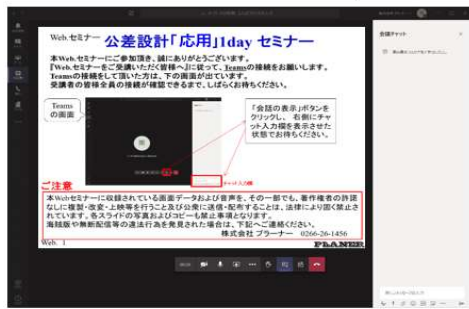 Web.セミナー 公差設計「応用」1day セミナー
本Web.セミナーにご参加頂き、誠にありがとうございます。
『Web.セミナーをご受講いただく皆様へ』に従って、Teamsの接続をお願いします。
Teamsの接続をして頂いた方は、下の画面が出ています。
受講者の皆様全員の接続が確認できるまで、しばらくお待ちください。
Teams
の画面
「会話の表示」ボタンを
クリックし、右側にチャ
ット入力欄を表示させた
状態でお待ちください。
チャット入力欄
ご注意
本Webセミナーに収録されている画面データおよび音声を、その一部でも、著作権者の許諾
なしに複製・改変・上映等を行うこと及び公衆に送信・配布することは、法律により固く禁止さ
れています。各スライドの写真およびコピーも禁止事項となります。
海賊版や無断配信等の違法行為を発見された場合は、下記へご連絡ください。
株式会社 プラーナー 0266-26-1456
Web. 1
PLANER
会議チャット